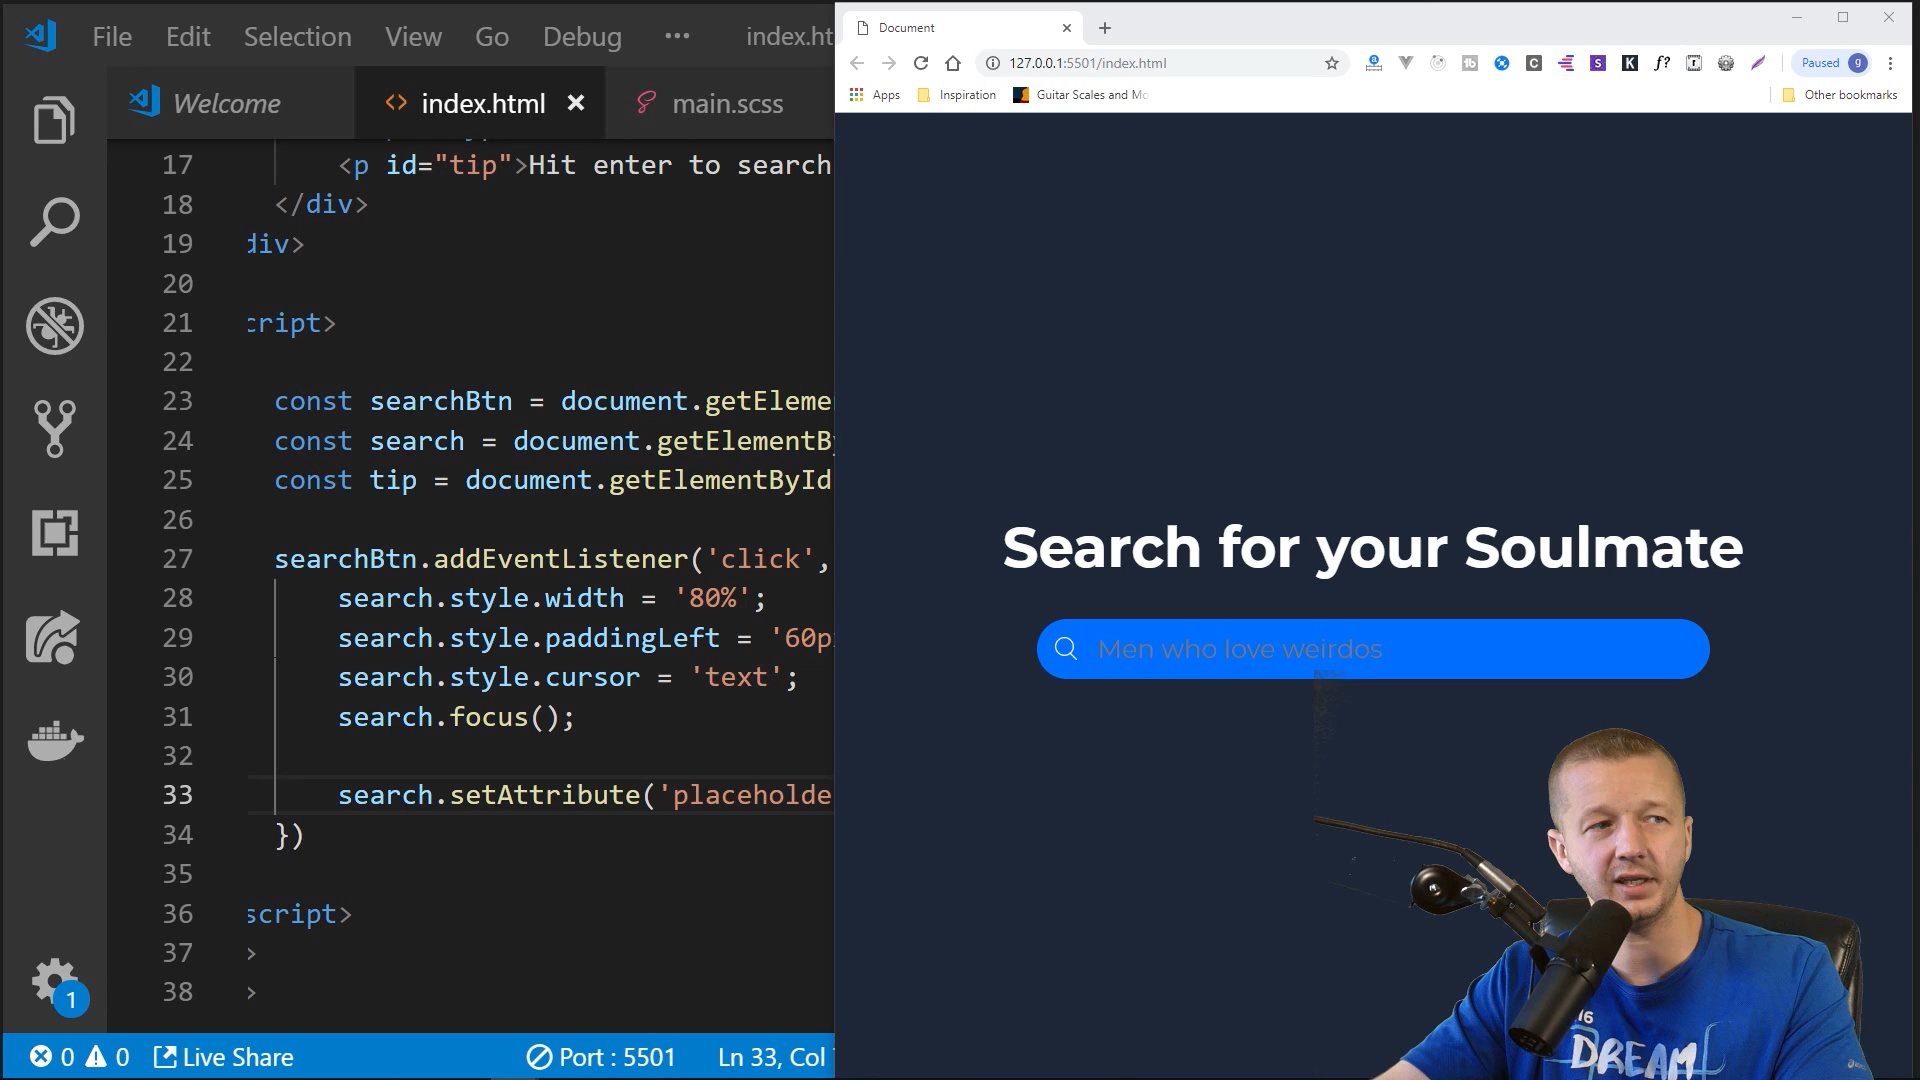 File Edit Selection View Go Debug ··· index.ht
Welcome index.html main.scss
17 <p id="tip">Hit enter to search
18 </div>
19 div>
20
21 cript>
22
23 const searchBtn = document.getEleme
24 const search = document.getElementBy
25 const tip = document.getElementById
26
27 searchBtn.addEventListener('click',
28 search.style.width = '80%';
29 search.style.paddingLeft = '60p
30 search.style.cursor = 'text';
31 search.focus();
32
33 search.setAttribute('placeholde
34 })
35
36 script>
37 >
38 >
1
0 0 Live Share Port : 5501 Ln 33, Col
Document
127.0.0.1:5501/index.html
Paused g
Apps Inspiration Guitar Scales and Mo Other bookmarks
Search for your Soulmate
Men who love weirdos
16
DREAM